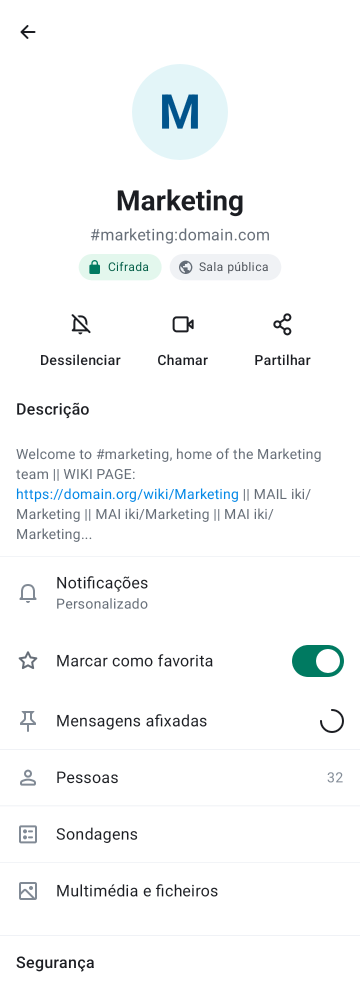 M
Marketing
#marketing:domain.com
Cifrada
Sala pública
Dessilenciar
Chamar
Partilhar
Descrição
Welcome to #marketing, home of the Marketing
team || WIKI PAGE:
https://domain.org/wiki/Marketing || MAIL iki/
Marketing || MAI iki/Marketing || MAI iki/
Marketing...
Notificações
Personalizado
Marcar como favorita
Mensagens afixadas
Pessoas
32
Sondagens
Multimédia e ficheiros
Segurança